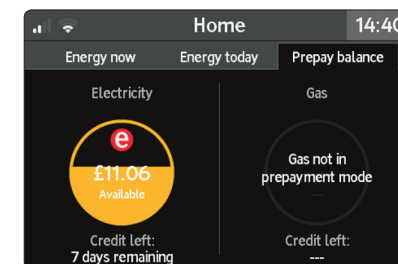 Home
14:40
Energy now
Energy today
Prepay balance
Electricity
e
£11.06
Available
Credit left:
7 days remaining
Gas
Gas not in
prepayment mode
---
Credit left:
---